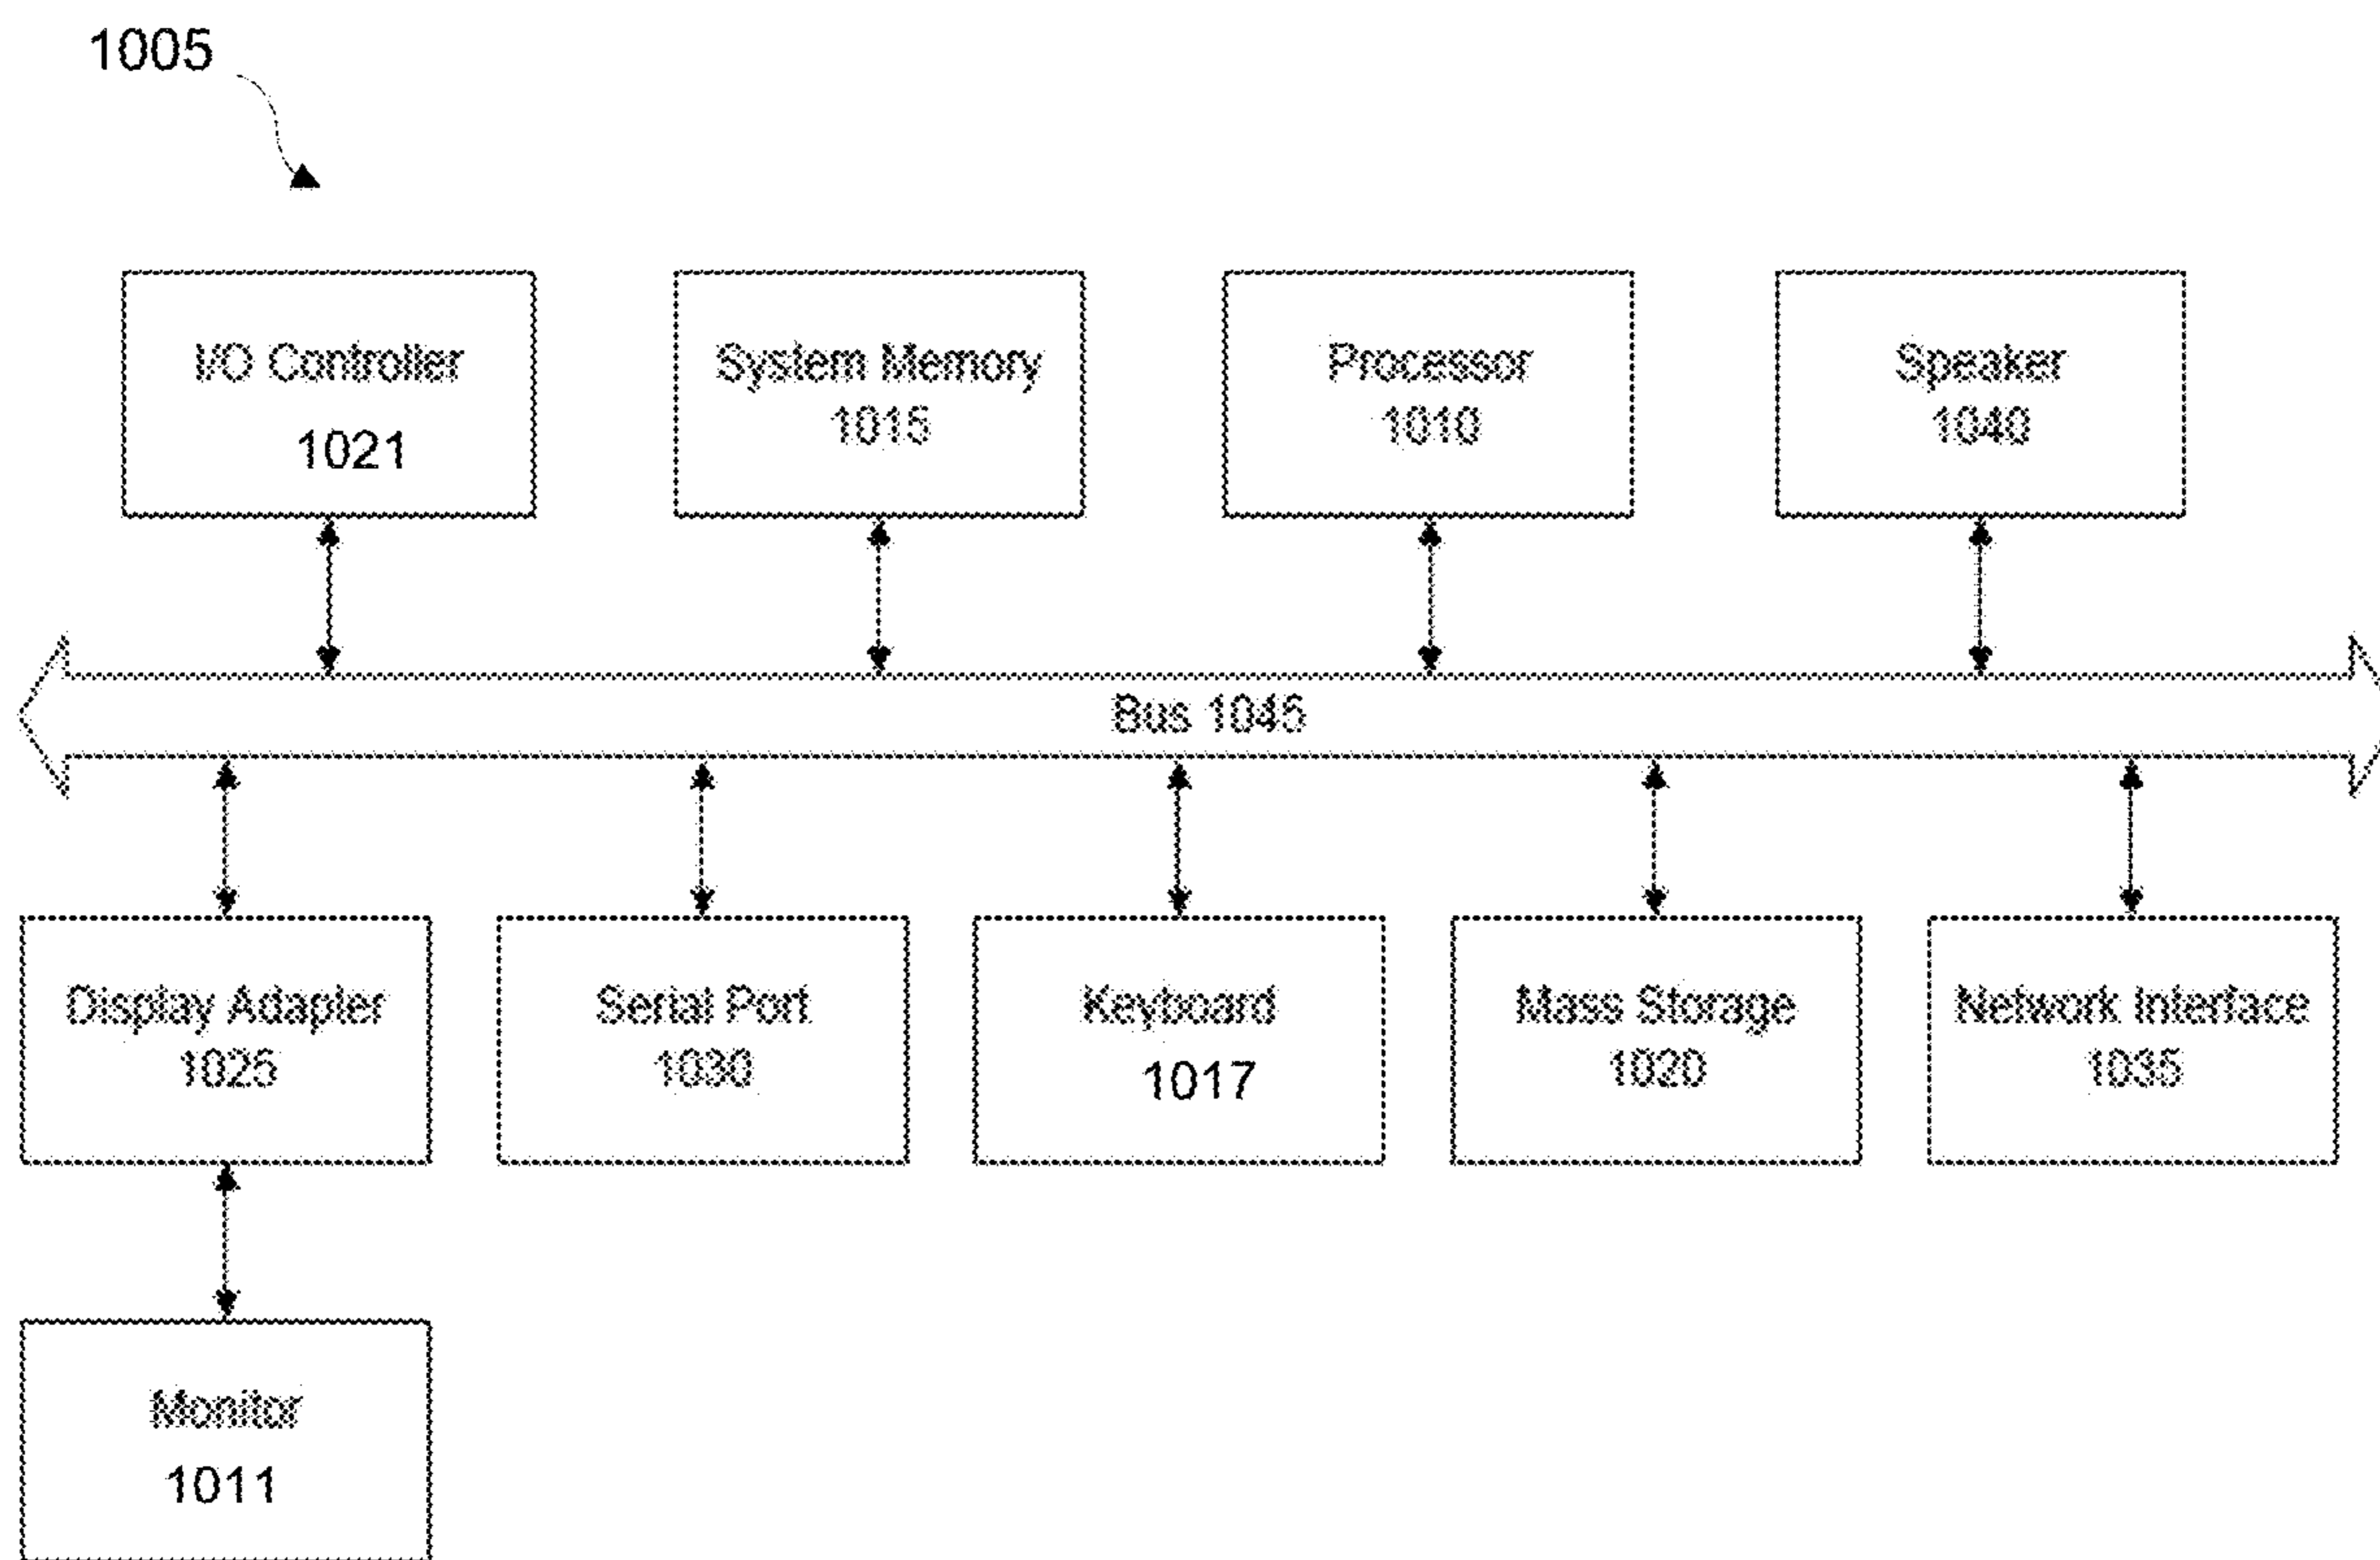 1005
I/O Controller
1021
System Memory
1015
Processor
1010
Speaker
1040
Bus 1045
Display Adapter
1025
Serial Port
1030
Keyboard
1017
Mass Storage
1020
Network Interface
1035
Monitor
1011